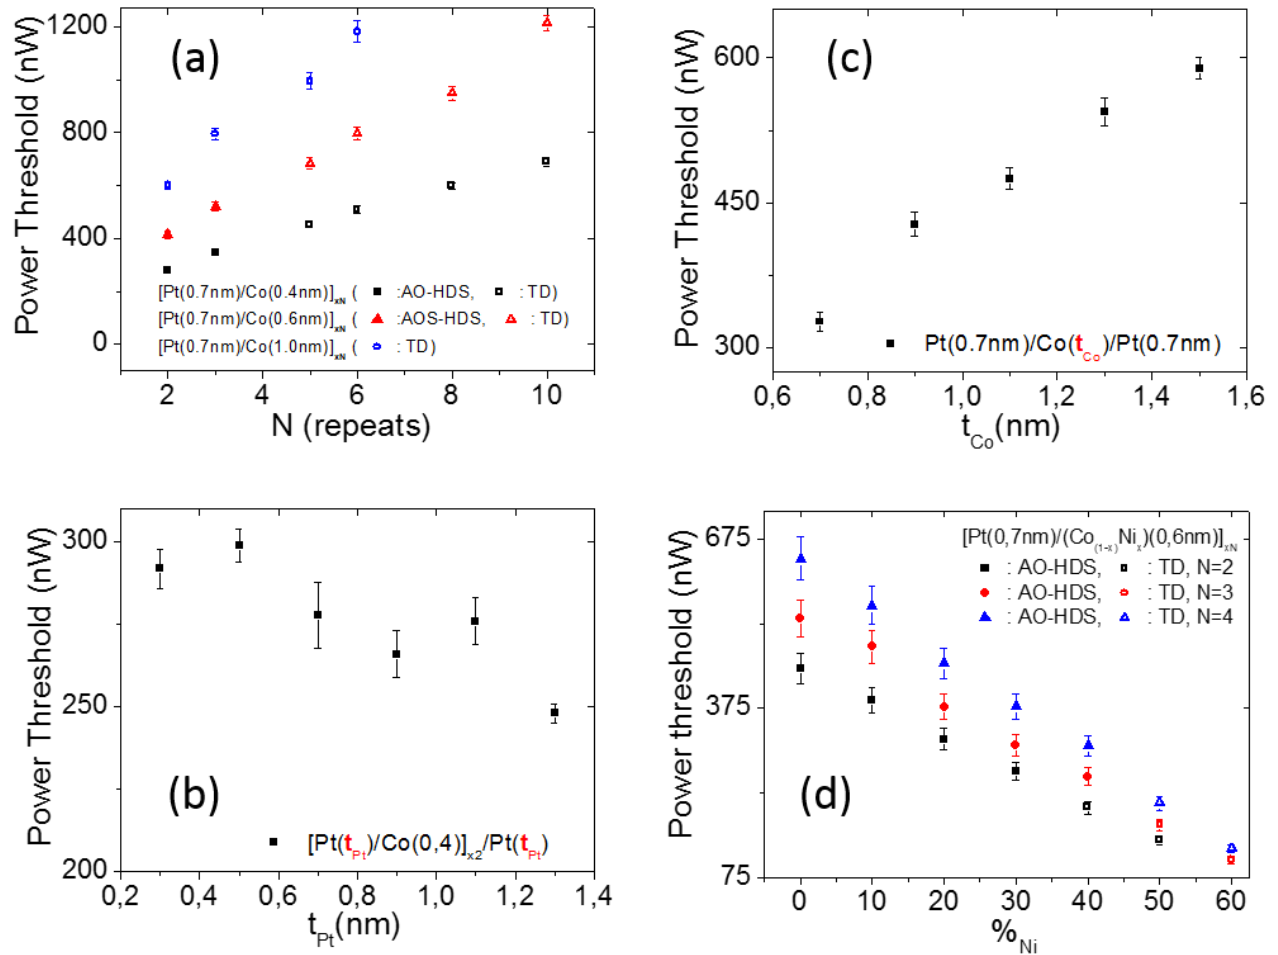 (a)
Power Threshold (nW)
1200
800
400
0
[Pt(0.7nm)/Co(0.4nm)]xN ( :AO-HDS, : TD)
[Pt(0.7nm)/Co(0.6nm)]xN ( :AOS-HDS, : TD)
[Pt(0.7nm)/Co(1.0nm)]xN ( : TD)
2 4 6 8 10
N (repeats)
(c)
Power Threshold (nW)
600
450
300
Pt(0.7nm)/Co(tCo)/Pt(0.7nm)
0,6 0,8 1,0 1,2 1,4 1,6
tCo(nm)
(b)
Power Threshold (nW)
300
250
200
[Pt(tPt)/Co(0,4)]x2/Pt(tPt)
0,2 0,4 0,6 0,8 1,0 1,2 1,4
tPt(nm)
(d)
Power threshold (nW)
675
375
75
[Pt(0,7nm)/(Co(1-x)Nix)(0,6nm)]xN
: AO-HDS, : TD, N=2
: AO-HDS, : TD, N=3
: AO-HDS, : TD, N=4
0 10 20 30 40 50 60
%Ni